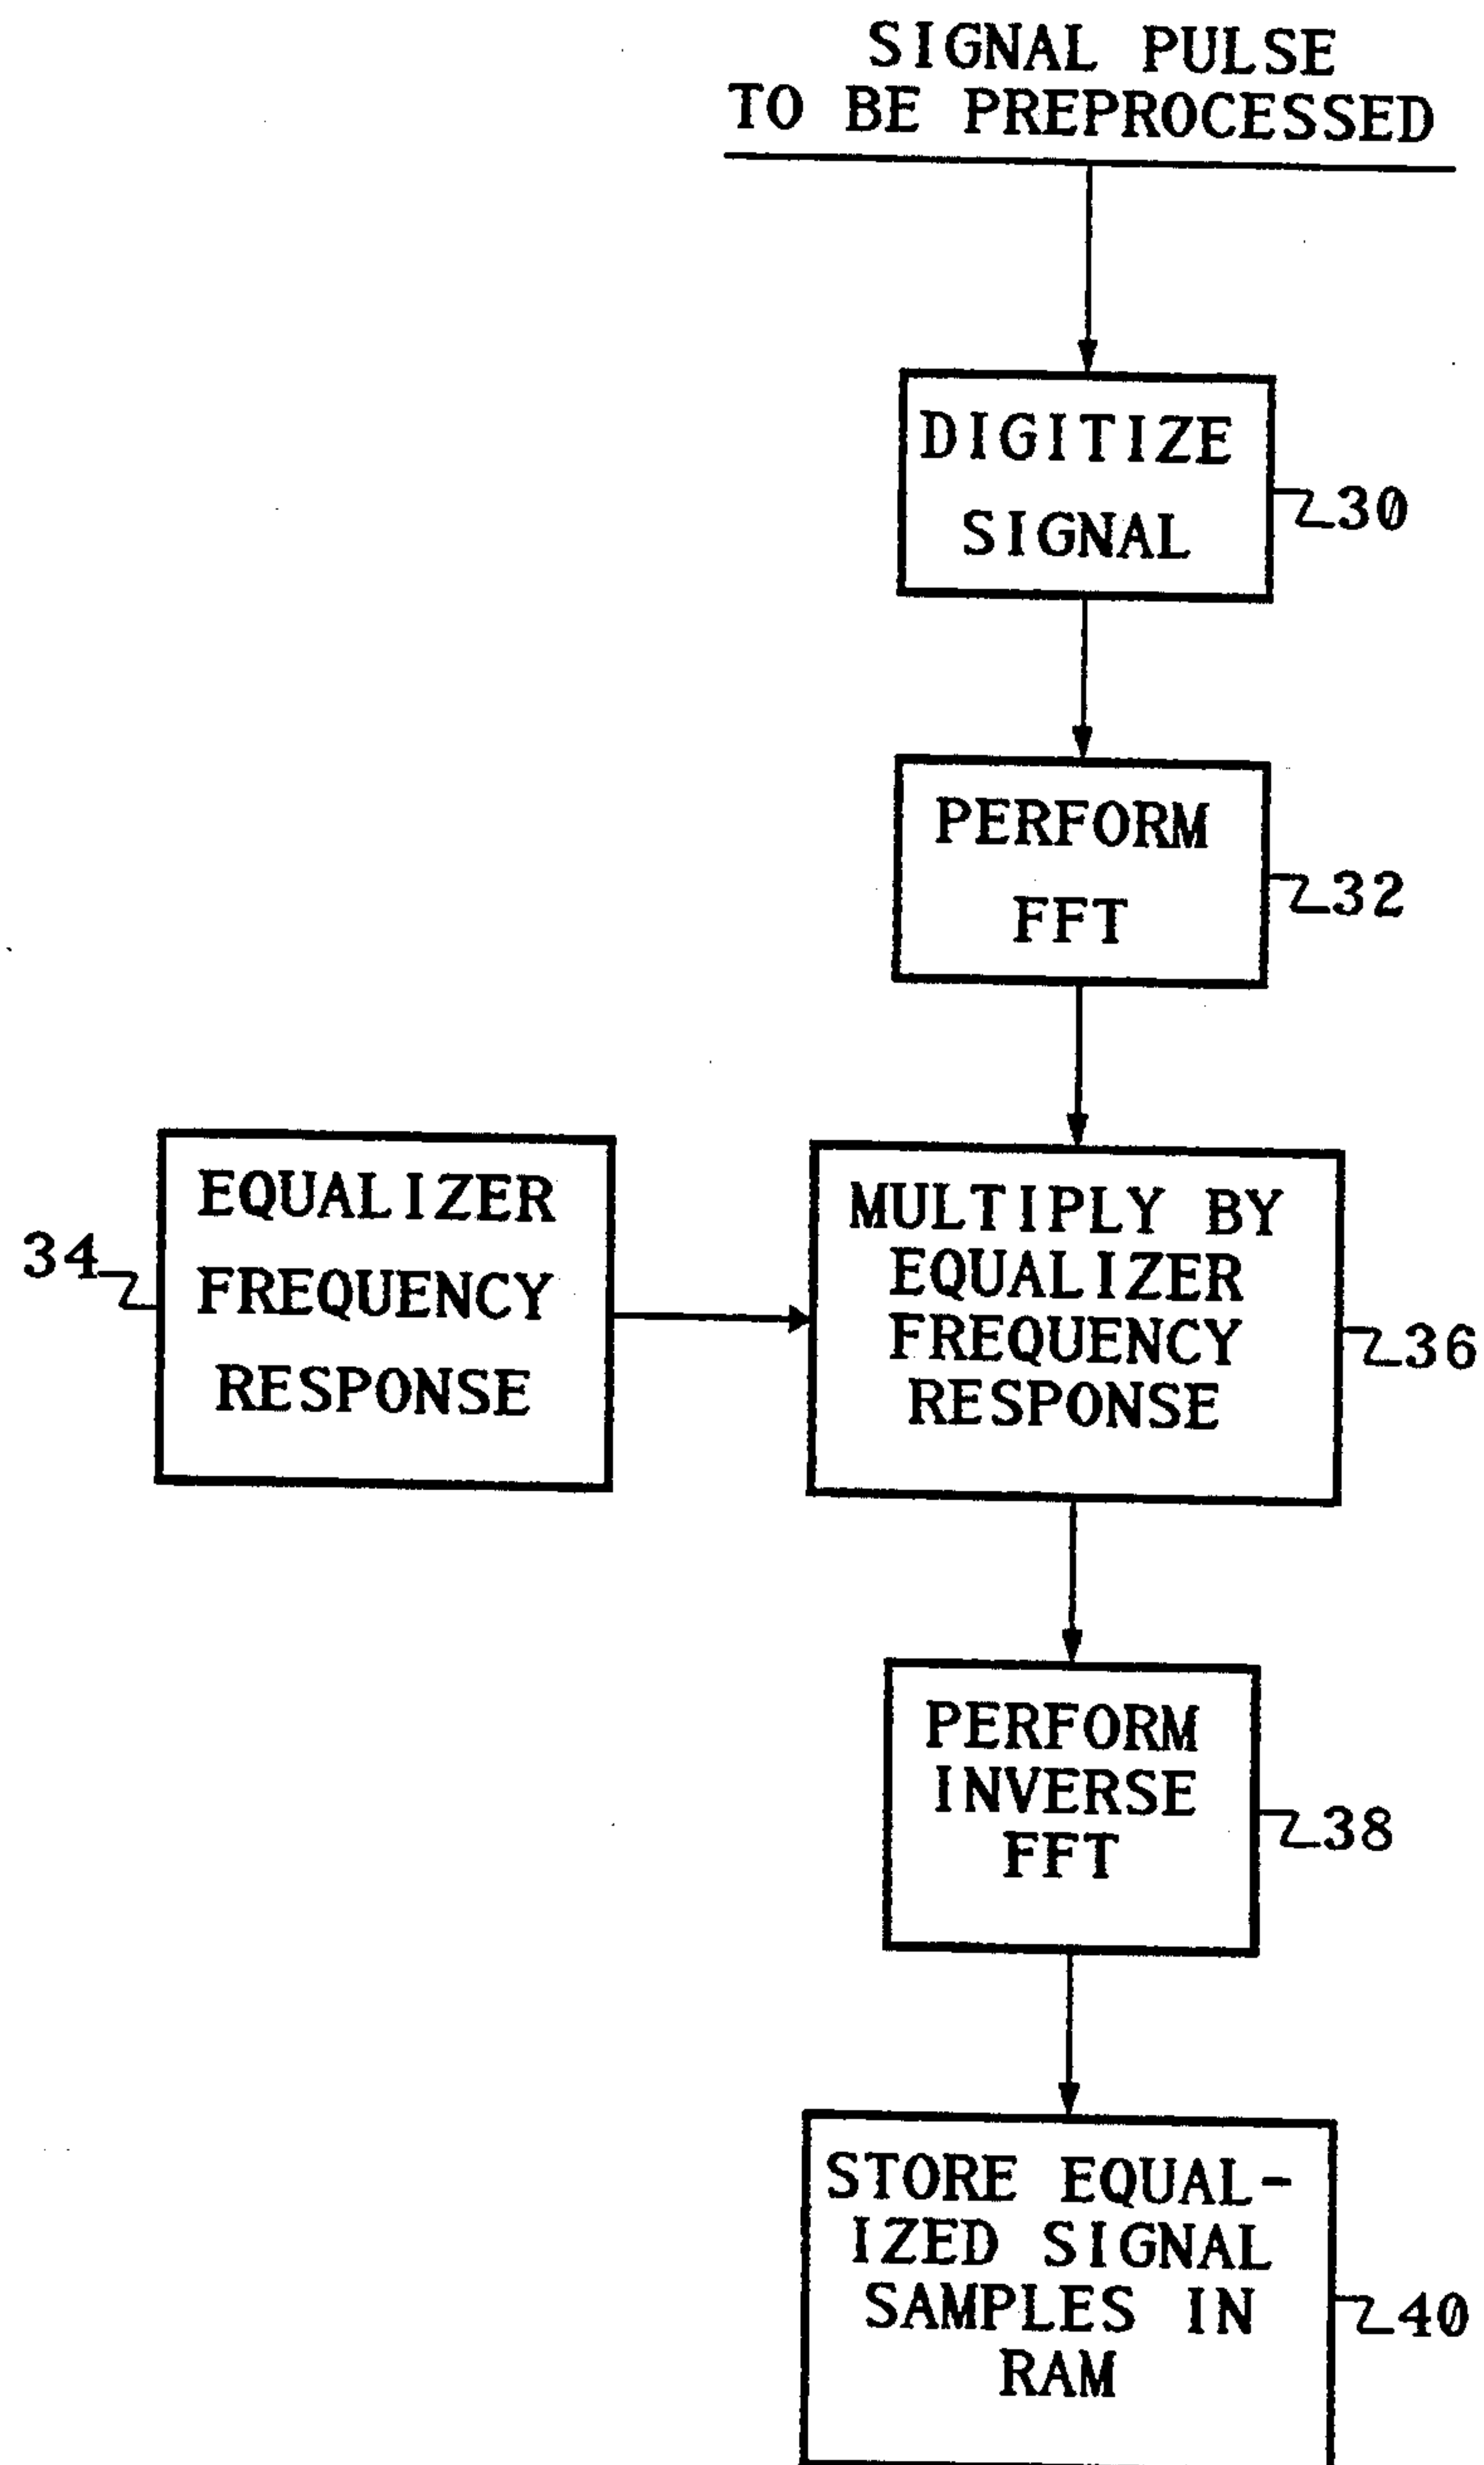 SIGNAL PULSE
TO BE PREPROCESSED
DIGITIZE
SIGNAL
30
PERFORM
FFT
32
EQUALIZER
FREQUENCY
RESPONSE
34
MULTIPLY BY
EQUALIZER
FREQUENCY
RESPONSE
36
PERFORM
INVERSE
FFT
38
STORE EQUAL-
IZED SIGNAL
SAMPLES IN
RAM
40